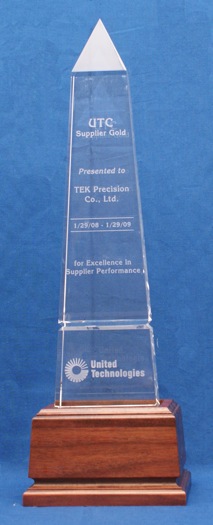 UTC
Supplier Gold
Presented to
TEK Precision
Co., Ltd.
1/29/08 - 1/29/09
for Excellence in
Supplier Performance
United
Technologies